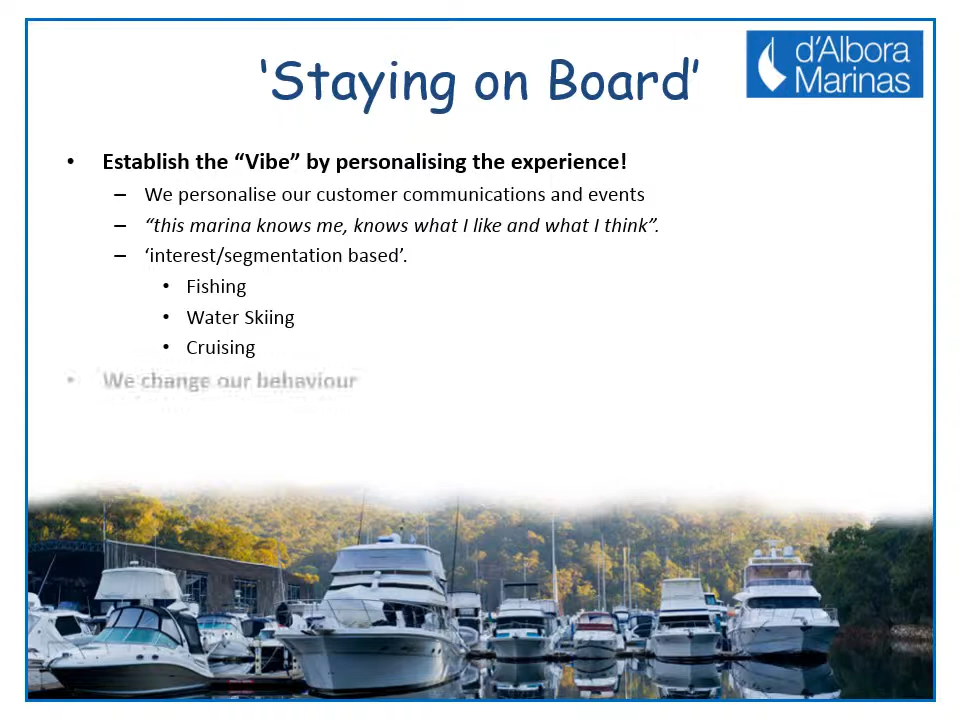 ‘Staying on Board’
d’Albora
Marinas
• Establish the “Vibe” by personalising the experience!
– We personalise our customer communications and events
– “this marina knows me, knows what I like and what I think”.
– ‘interest/segmentation based’.
• Fishing
• Water Skiing
• Cruising
• We change our behaviour